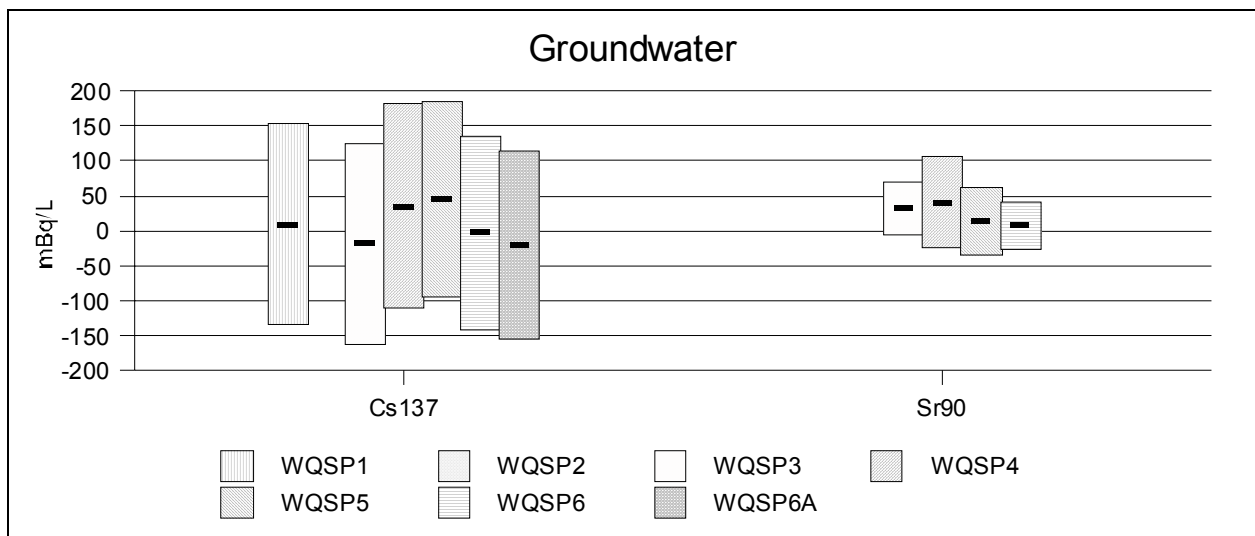 Groundwater
200
150
100
50
0
-50
-100
-150
-200
mBq/L
Cs137 Sr90
WQSP1 WQSP2 WQSP3 WQSP4
WQSP5 WQSP6 WQSP6A